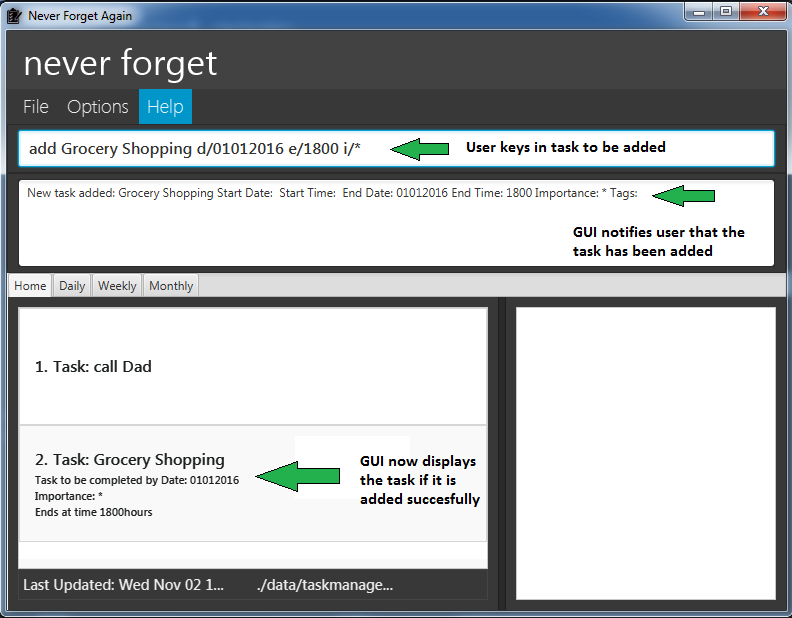 Never Forget Again
never forget
File Options Help
add Grocery Shopping d/01012016 e/1800 i/*
User keys in task to be added
New task added: Grocery Shopping Start Date:  Start Time:  End Date: 01012016 End Time: 1800 Importance: * Tags:
GUI notifies user that the
task has been added
Home Daily Weekly Monthly
1. Task: call Dad
2. Task: Grocery Shopping
Task to be completed by Date: 01012016
Importance: *
Ends at time 1800hours
GUI now displays
the task if it is
added succesfully
Last Updated: Wed Nov 02 1... ./data/taskmanage...